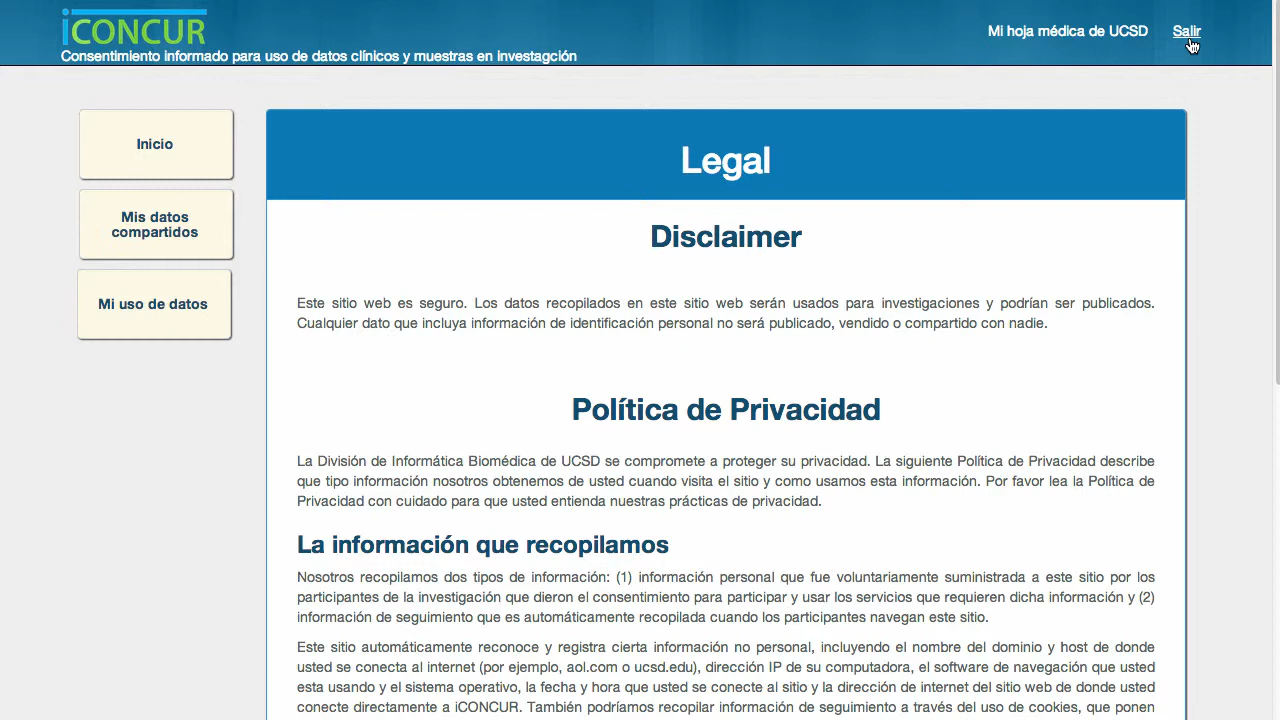 iCONCUR
Consentimiento informado para uso de datos clínicos y muestras en investagción
Mi hoja médica de UCSD
Salir
Inicio
Mis datos
compartidos
Mi uso de datos
Legal
Disclaimer
Este sitio web es seguro. Los datos recopilados en este sitio web serán usados para investigaciones y podrían ser publicados.
Cualquier dato que incluya información de identificación personal no será publicado, vendido o compartido con nadie.
Política de Privacidad
La División de Informática Biomédica de UCSD se compromete a proteger su privacidad. La siguiente Política de Privacidad describe
que tipo información nosotros obtenemos de usted cuando visita el sitio y como usamos esta información. Por favor lea la Política de
Privacidad con cuidado para que usted entienda nuestras prácticas de privacidad.
La información que recopilamos
Nosotros recopilamos dos tipos de información: (1) información personal que fue voluntariamente suministrada a este sitio por los
participantes de la investigación que dieron el consentimiento para participar y usar los servicios que requieren dicha información y (2)
información de seguimiento que es automáticamente recopilada cuando los participantes navegan este sitio.
Este sitio automáticamente reconoce y registra cierta información no personal, incluyendo el nombre del dominio y host de donde
usted se conecta al internet (por ejemplo, aol.com o ucsd.edu), dirección IP de su computadora, el software de navegación que usted
esta usando y el sistema operativo, la fecha y hora que usted se conecte al sitio y la dirección de internet del sitio web de donde usted
conecte directamente a iCONCUR. También podríamos recopilar información de seguimiento a través del uso de cookies, que ponen